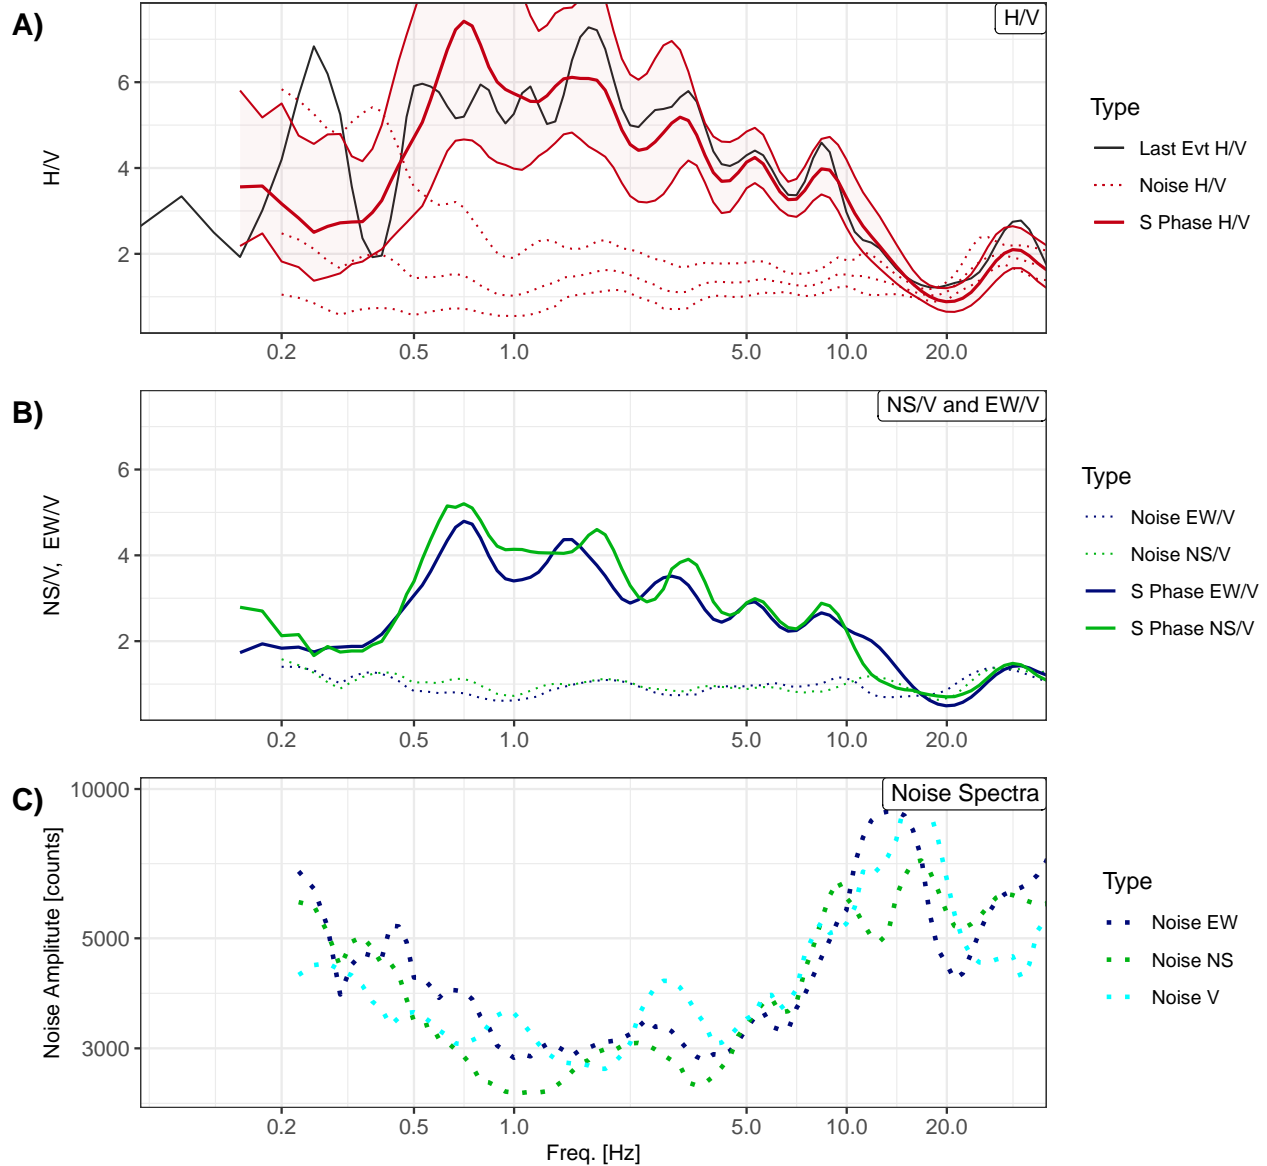 A)
H/V
H/V
6
4
2
0.2 0.5 1.0 5.0 10.0 20.0
Type
Last Evt H/V
Noise H/V
S Phase H/V
B)
NS/V and EW/V
NS/V, EW/V
6
4
2
0.2 0.5 1.0 5.0 10.0 20.0
Type
Noise EW/V
Noise NS/V
S Phase EW/V
S Phase NS/V
C)
Noise Spectra
Noise Amplitute [counts]
10000
5000
3000
0.2 0.5 1.0 5.0 10.0 20.0
Freq. [Hz]
Type
Noise EW
Noise NS
Noise V